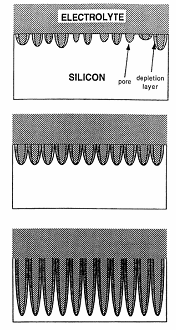 ELECTROLYTE
SILICON
pore
depletion
layer